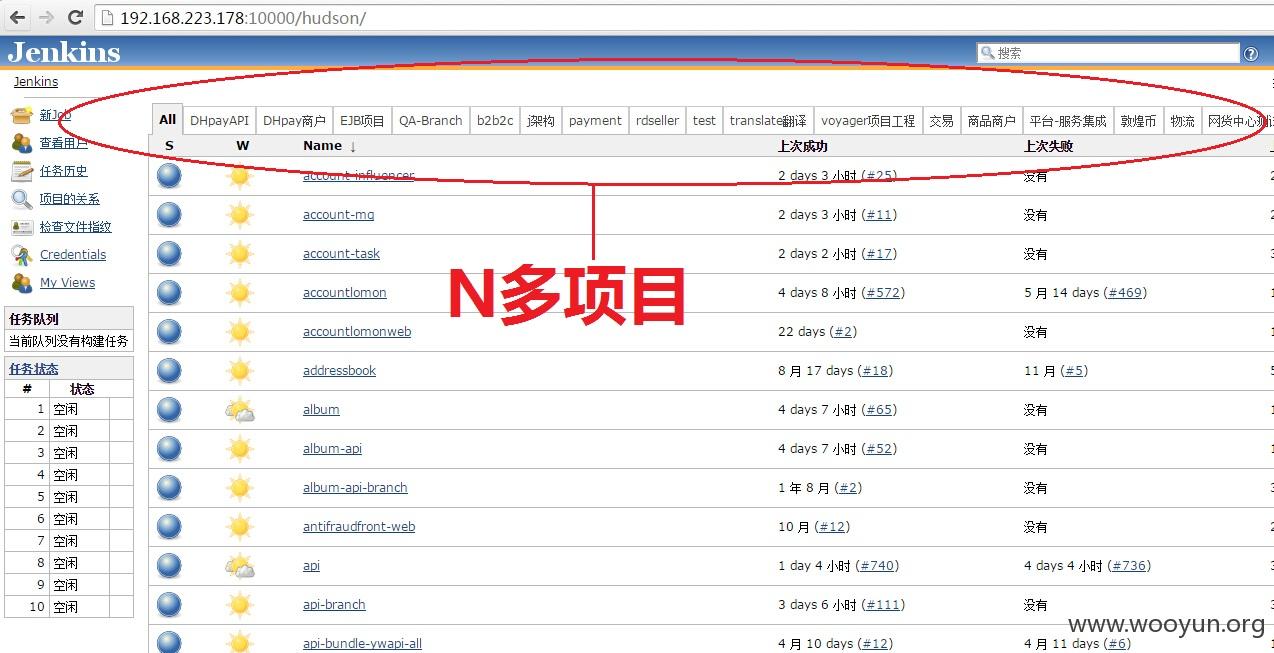 192.168.223.178:10000/hudson/
Jenkins
搜索
Jenkins
新Job
查看用户
任务历史
项目的关系
检查文件指纹
Credentials
My Views
任务队列
当前队列没有构建任务
任务状态
# 状态
1 空闲
2 空闲
3 空闲
4 空闲
5 空闲
6 空闲
7 空闲
8 空闲
9 空闲
10 空闲
All DHpayAPI DHpay商户 EJB项目 QA-Branch b2b2c j架构 payment rdseller test translate翻译 voyager项目工程 交易 商品商户 平台-服务集成 敦煌币 物流 网货中心
S W Name ↓ 上次成功 上次失败
account-influencer 2 days 3 小时 (#25) 没有
account-mq 2 days 3 小时 (#11) 没有
account-task 2 days 2 小时 (#17) 没有
accountlomon 4 days 8 小时 (#572) 5 月 14 days (#469)
accountlomonweb 22 days (#2) 没有
addressbook 8 月 17 days (#18) 11 月 (#5)
album 4 days 7 小时 (#65) 没有
album-api 4 days 7 小时 (#52) 没有
album-api-branch 1 年 8 月 (#2) 没有
antifraudfront-web 10 月 (#12) 没有
api 1 day 4 小时 (#740) 4 days 4 小时 (#736)
api-branch 3 days 6 小时 (#111) 没有
api-bundle-ywapi-all 4 月 10 days (#12) 4 月 11 days (#6)
N多项目
www.wooyun.org